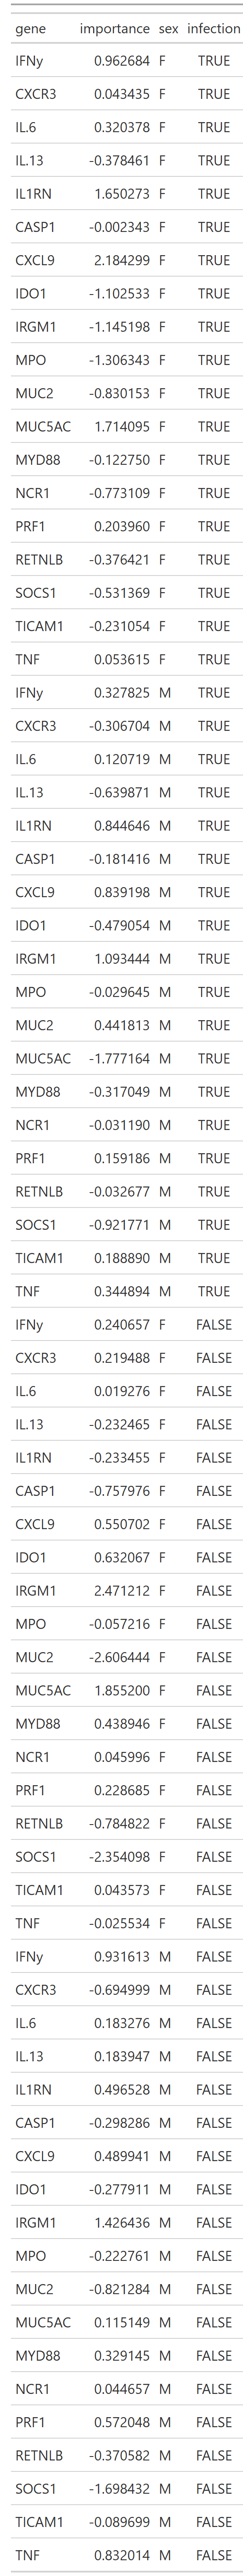 gene importance sex infection
IFNy 0.962684 F TRUE
CXCR3 0.043435 F TRUE
IL.6 0.320378 F TRUE
IL.13 -0.378461 F TRUE
IL1RN 1.650273 F TRUE
CASP1 -0.002343 F TRUE
CXCL9 2.184299 F TRUE
IDO1 -1.102533 F TRUE
IRGM1 -1.145198 F TRUE
MPO -1.306343 F TRUE
MUC2 -0.830153 F TRUE
MUC5AC 1.714095 F TRUE
MYD88 -0.122750 F TRUE
NCR1 -0.773109 F TRUE
PRF1 0.203960 F TRUE
RETNLB -0.376421 F TRUE
SOCS1 -0.531369 F TRUE
TICAM1 -0.231054 F TRUE
TNF 0.053615 F TRUE
IFNy 0.327825 M TRUE
CXCR3 -0.306704 M TRUE
IL.6 0.120719 M TRUE
IL.13 -0.639871 M TRUE
IL1RN 0.844646 M TRUE
CASP1 -0.181416 M TRUE
CXCL9 0.839198 M TRUE
IDO1 -0.479054 M TRUE
IRGM1 1.093444 M TRUE
MPO -0.029645 M TRUE
MUC2 0.441813 M TRUE
MUC5AC -1.777164 M TRUE
MYD88 -0.317049 M TRUE
NCR1 -0.031190 M TRUE
PRF1 0.159186 M TRUE
RETNLB -0.032677 M TRUE
SOCS1 -0.921771 M TRUE
TICAM1 0.188890 M TRUE
TNF 0.344894 M TRUE
IFNy 0.240657 F FALSE
CXCR3 0.219488 F FALSE
IL.6 0.019276 F FALSE
IL.13 -0.232465 F FALSE
IL1RN -0.233455 F FALSE
CASP1 -0.757976 F FALSE
CXCL9 0.550702 F FALSE
IDO1 0.632067 F FALSE
IRGM1 2.471212 F FALSE
MPO -0.057216 F FALSE
MUC2 -2.606444 F FALSE
MUC5AC 1.855200 F FALSE
MYD88 0.438946 F FALSE
NCR1 0.045996 F FALSE
PRF1 0.228685 F FALSE
RETNLB -0.784822 F FALSE
SOCS1 -2.354098 F FALSE
TICAM1 0.043573 F FALSE
TNF -0.025534 F FALSE
IFNy 0.931613 M FALSE
CXCR3 -0.694999 M FALSE
IL.6 0.183276 M FALSE
IL.13 0.183947 M FALSE
IL1RN 0.496528 M FALSE
CASP1 -0.298286 M FALSE
CXCL9 0.489941 M FALSE
IDO1 -0.277911 M FALSE
IRGM1 1.426436 M FALSE
MPO -0.222761 M FALSE
MUC2 -0.821284 M FALSE
MUC5AC 0.115149 M FALSE
MYD88 0.329145 M FALSE
NCR1 0.044657 M FALSE
PRF1 0.572048 M FALSE
RETNLB -0.370582 M FALSE
SOCS1 -1.698432 M FALSE
TICAM1 -0.089699 M FALSE
TNF 0.832014 M FALSE